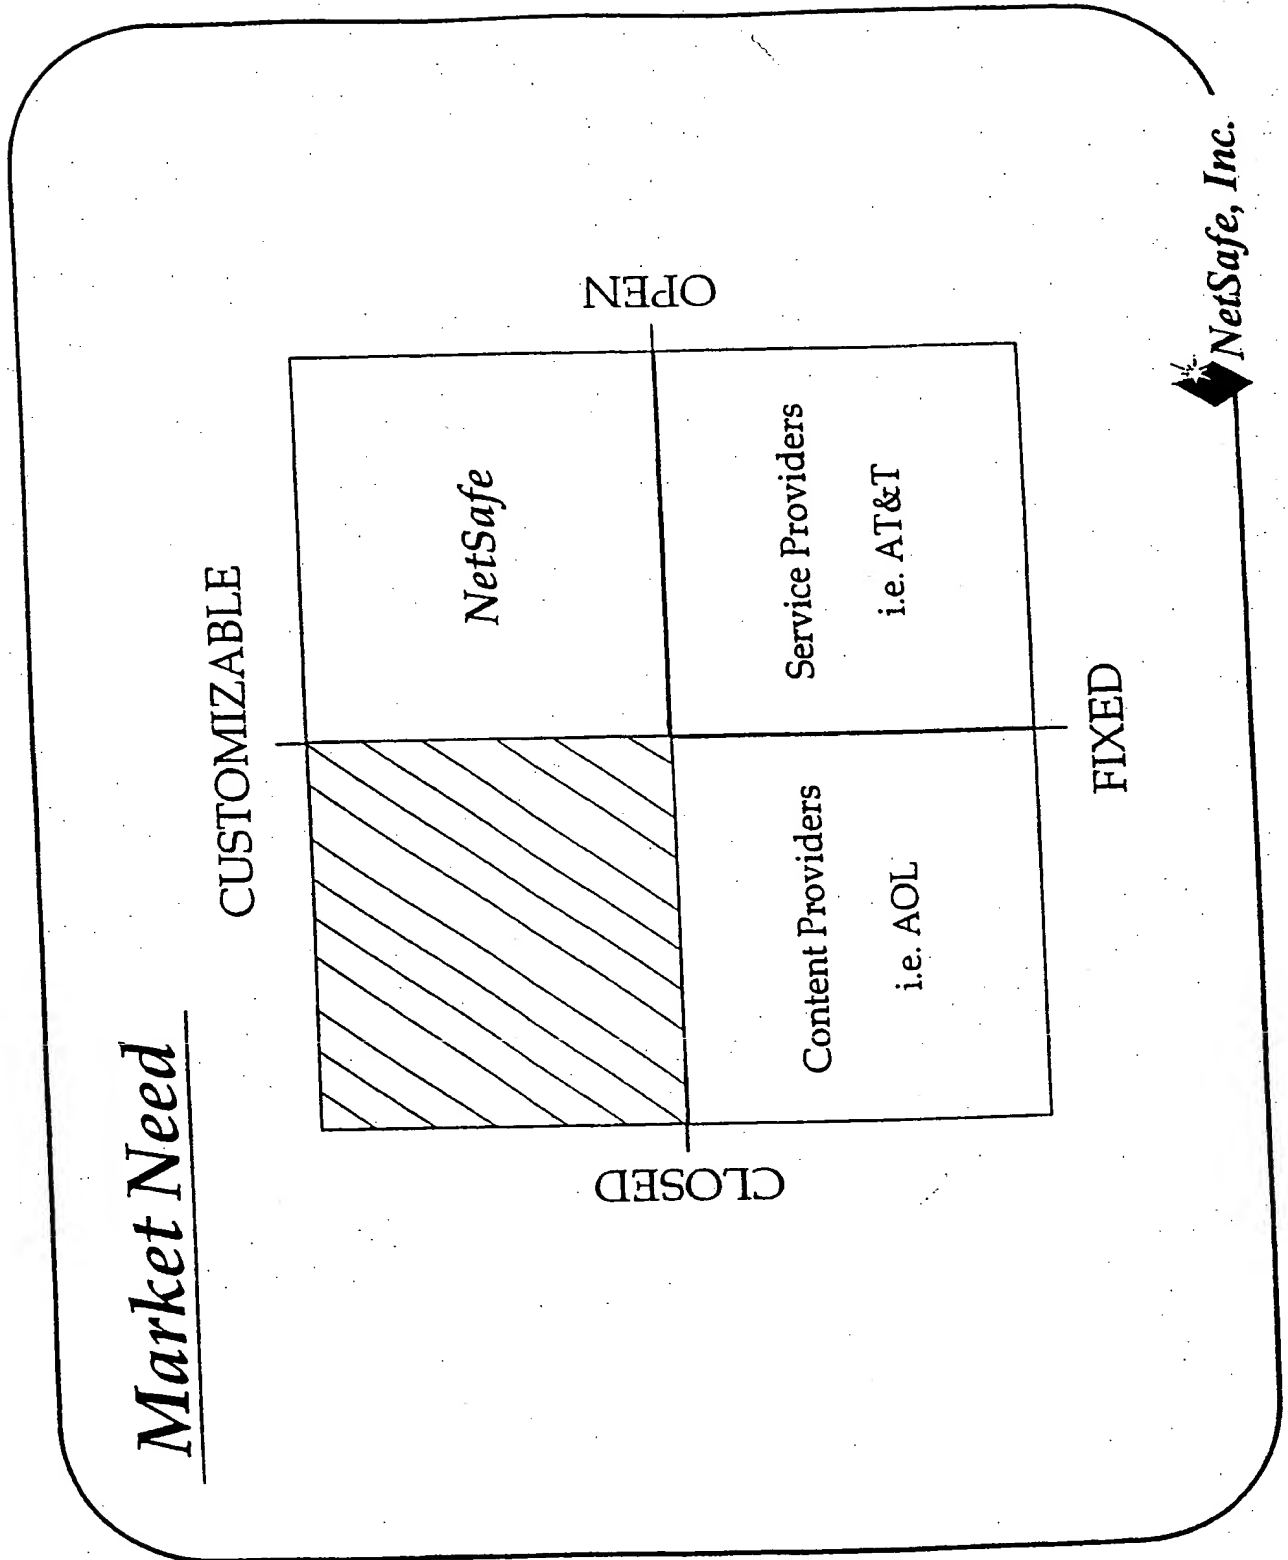 Market Need
CUSTOMIZABLE
CLOSED
OPEN
NetSafe
Content Providers
i.e. AOL
Service Providers
i.e. AT&T
FIXED
NetSafe, Inc.